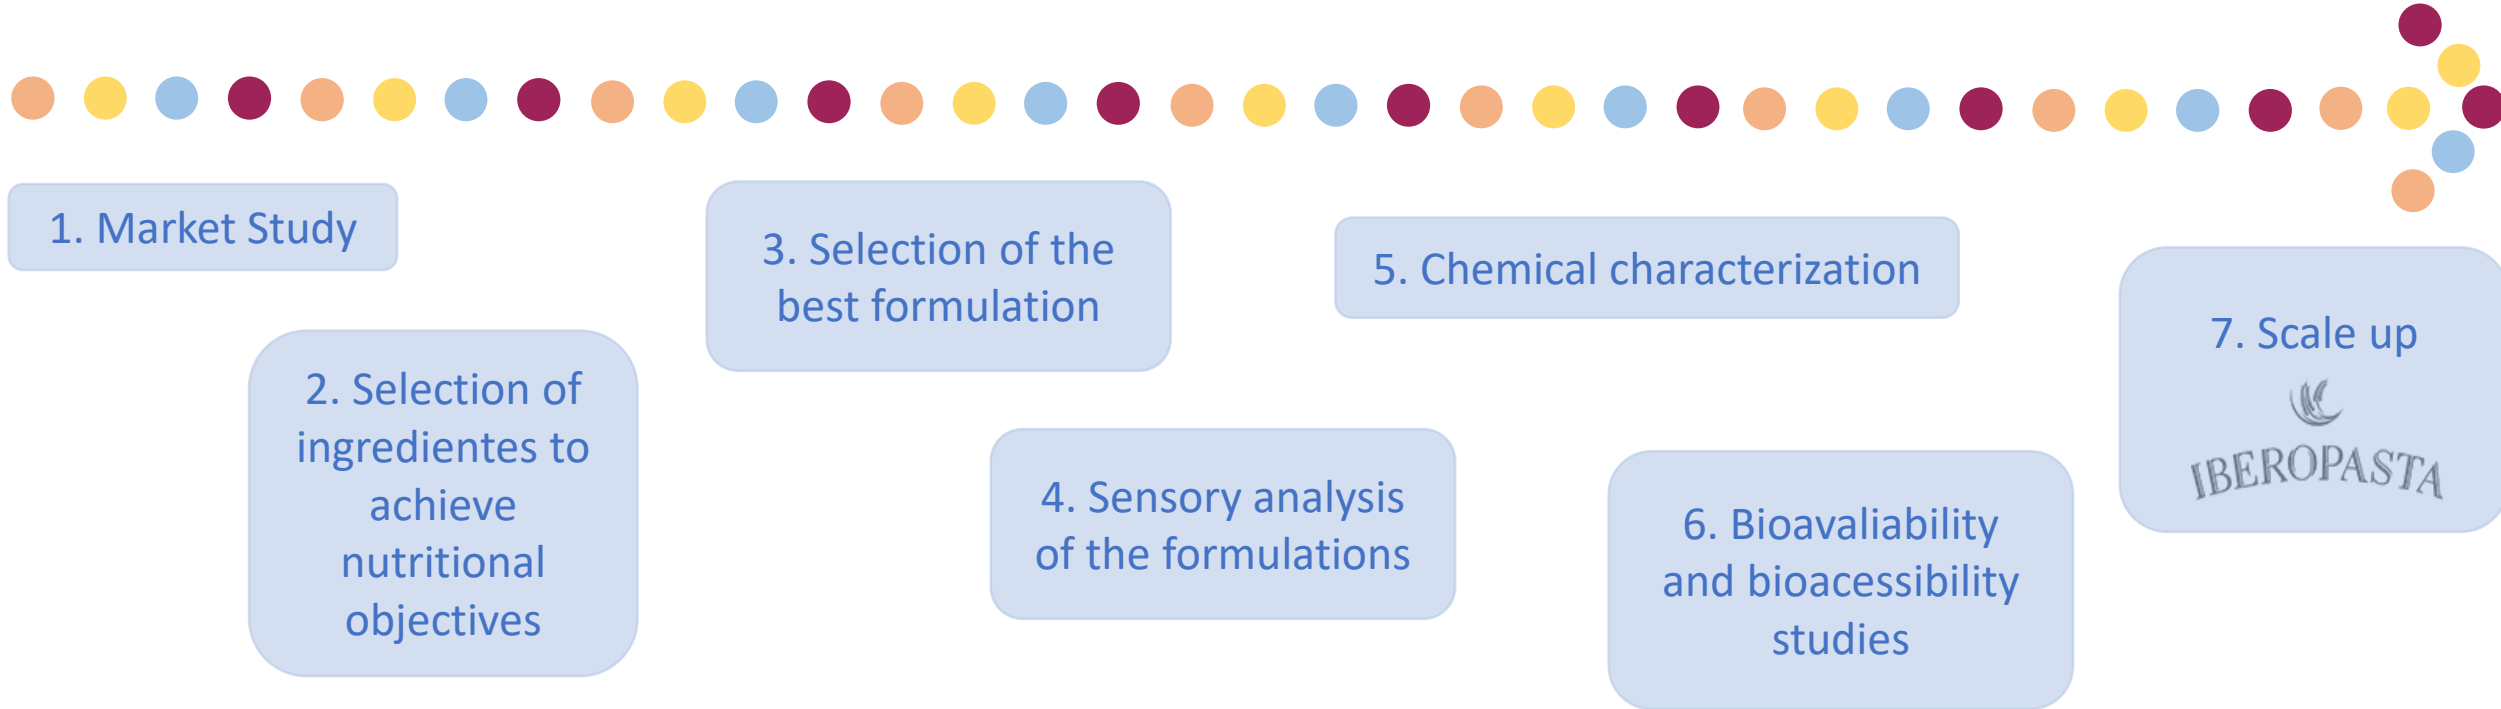 1. Market Study
2. Selection of
ingredientes to
achieve
nutritional
objectives
3. Selection of the
best formulation
4. Sensory analysis
of the formulations
5. Chemical characterization
6. Bioavaliability
and bioacessibility
studies
7. Scale up
IBEROPASTA